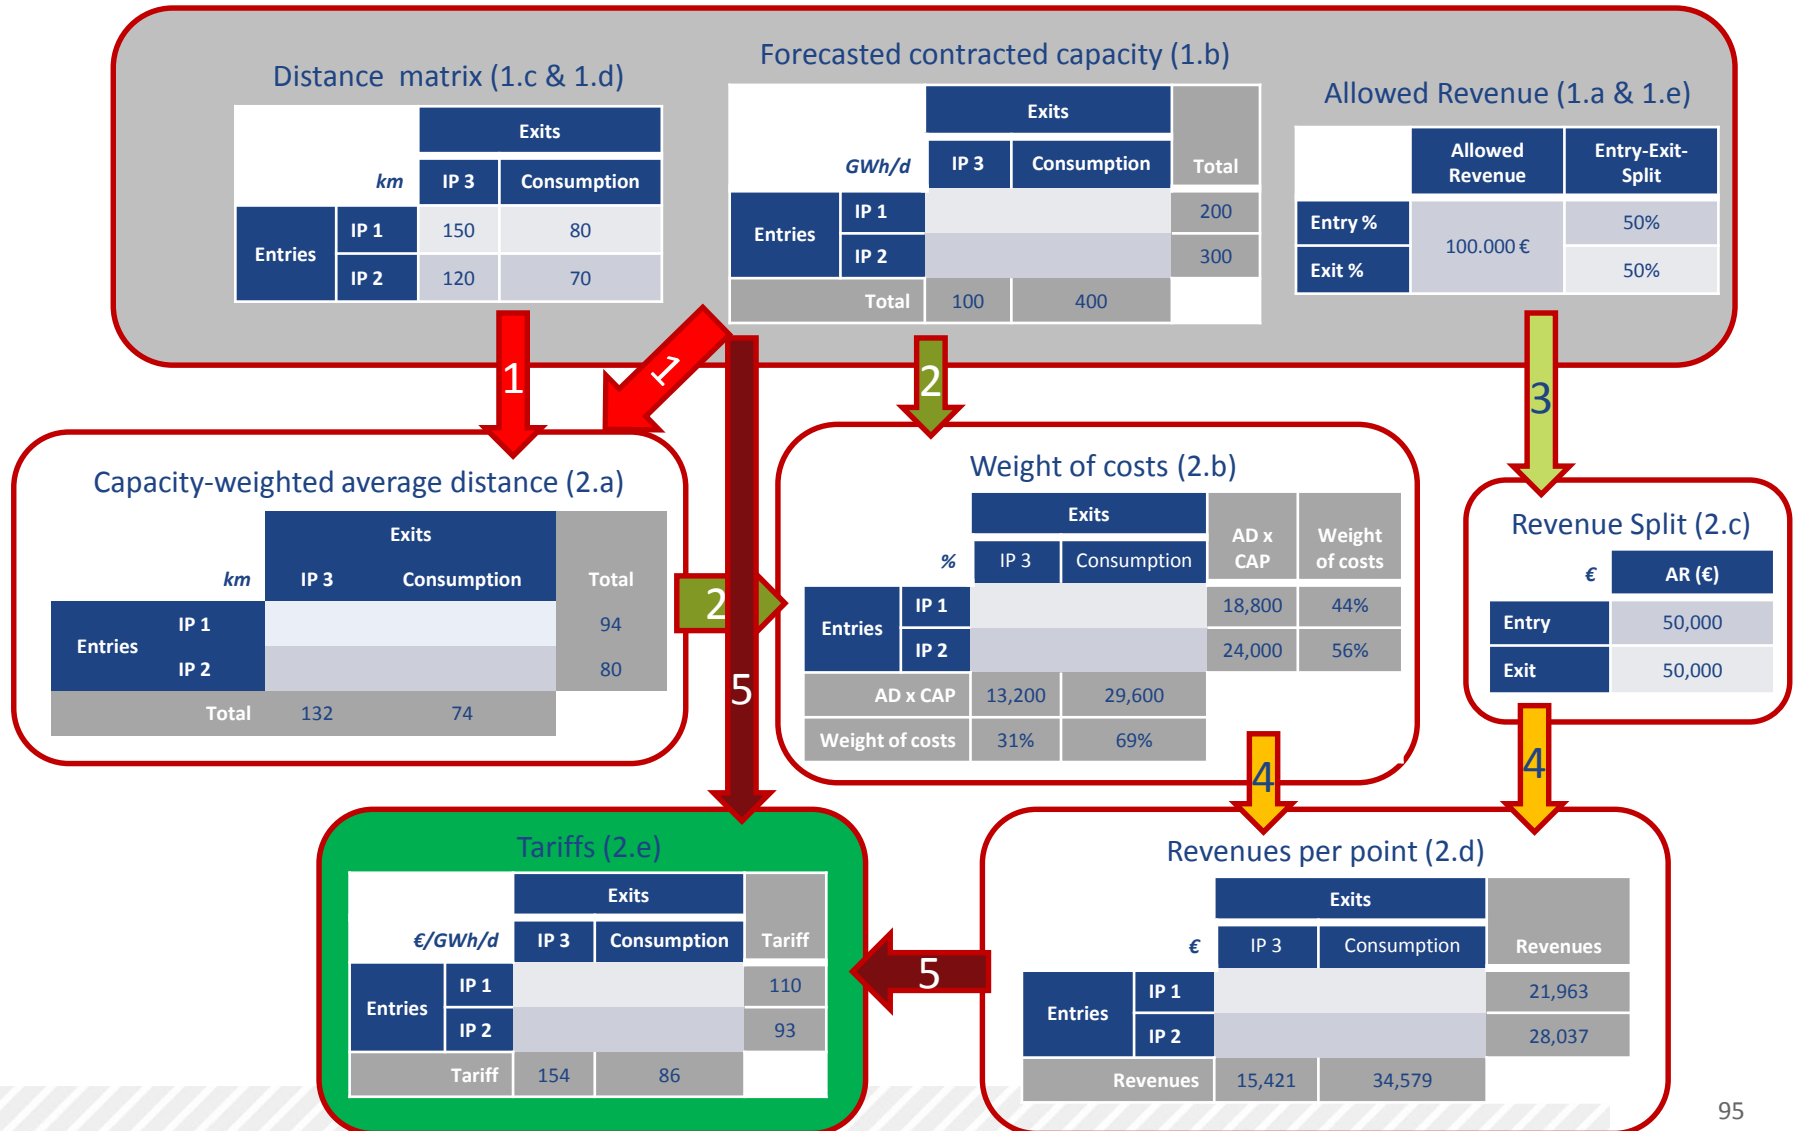 Distance matrix (1.c & 1.d)
Exits
km IP 3 Consumption
Entries
IP 1 150 80
IP 2 120 70
Forecasted contracted capacity (1.b)
Exits
GWh/d IP 3 Consumption Total
Entries
IP 1 200
IP 2 300
Total 100 400
Allowed Revenue (1.a & 1.e)
Allowed Revenue
Entry-Exit-
Split
Entry % 50%
100.000 €
Exit % 50%
1
1
2
3
Capacity-weighted average distance (2.a)
Exits
km IP 3 Consumption Total
Entries
IP 1 94
IP 2 80
Total 132 74
2
5
Weight of costs (2.b)
Exits
% IP 3 Consumption
AD x
CAP
Weight
of costs
Entries
IP 1 18,800 44%
IP 2 24,000 56%
AD x CAP 13,200 29,600
Weight of costs 31% 69%
Revenue Split (2.c)
€ AR (€)
Entry 50,000
Exit 50,000
4
4
Tariffs (2.e)
Exits
€/GWh/d IP 3 Consumption Tariff
Entries
IP 1 110
IP 2 93
Tariff 154 86
5
Revenues per point (2.d)
Exits
€ IP 3 Consumption Revenues
Entries
IP 1 21,963
IP 2 28,037
Revenues 15,421 34,579
95